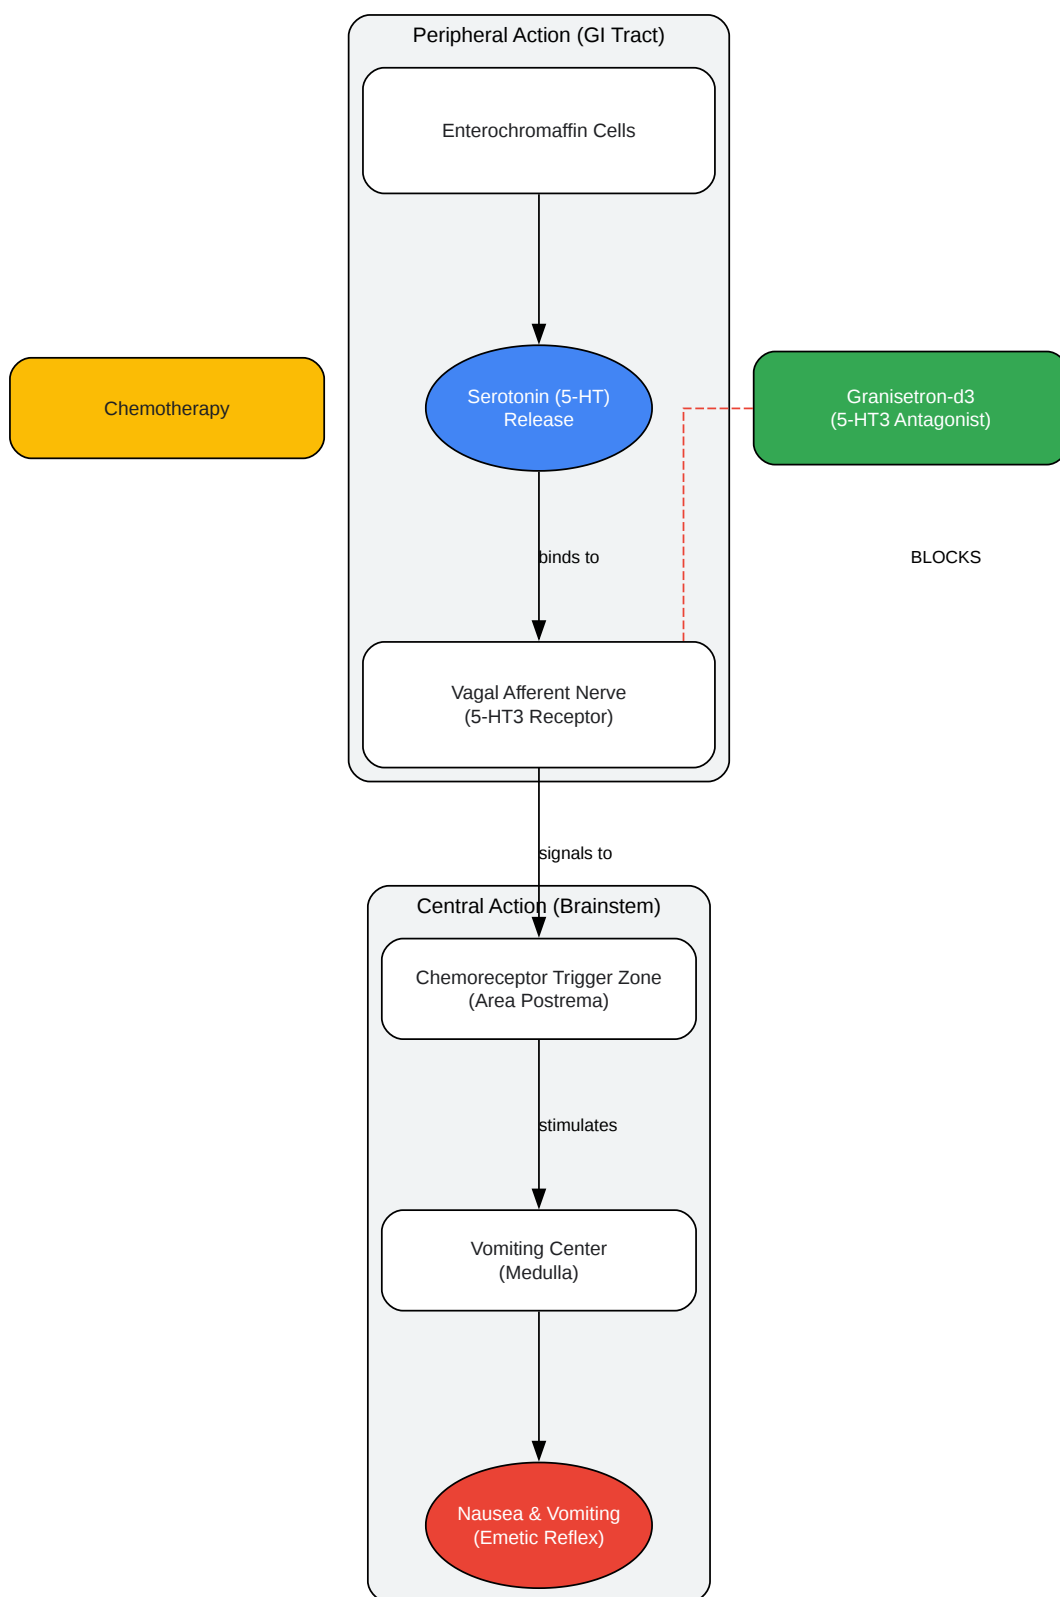 Peripheral Action (GI Tract)
Enterochromaffin Cells
Chemotherapy
Serotonin (5-HT)
Release
Granisetron-d3
(5-HT3 Antagonist)
binds to
BLOCKS
Vagal Afferent Nerve
(5-HT3 Receptor)
signals to
Central Action (Brainstem)
Chemoreceptor Trigger Zone
(Area Postrema)
stimulates
Vomiting Center
(Medulla)
Nausea & Vomiting
(Emetic Reflex)